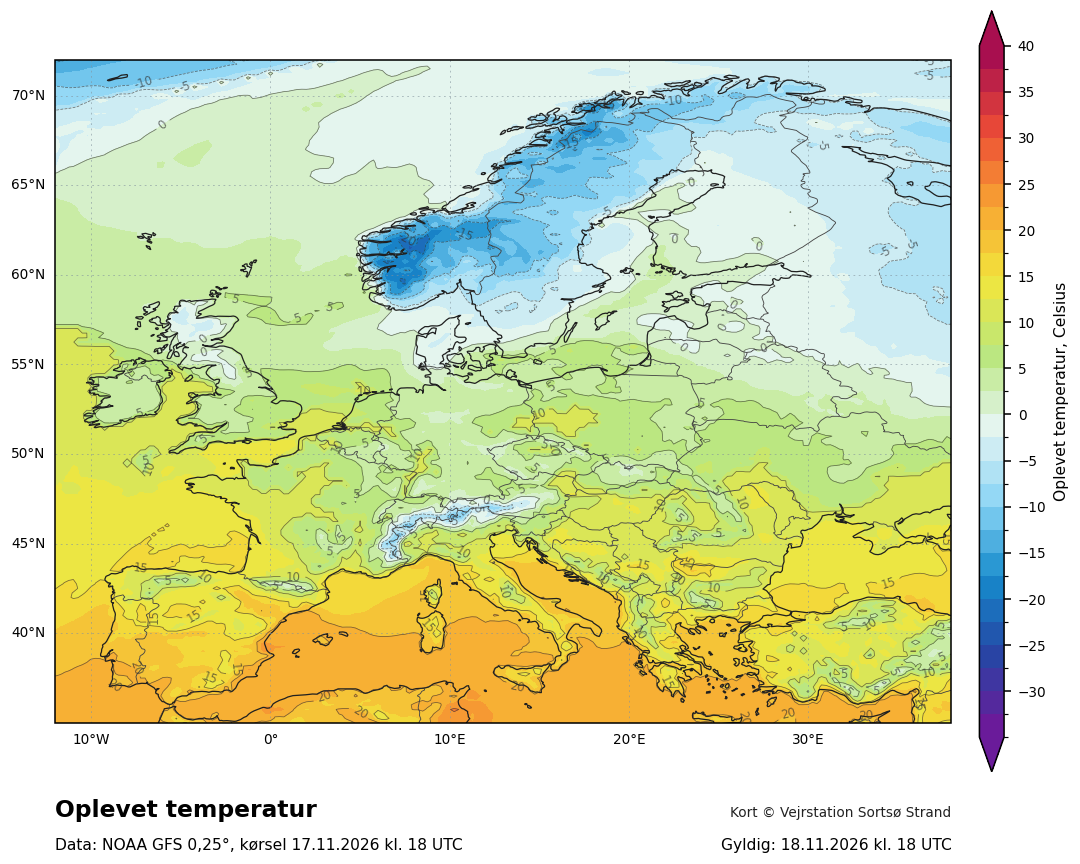 70°N
65°N
60°N
55°N
50°N
45°N
40°N
10°W
0°
10°E
20°E
30°E
40
35
30
25
20
15
10
5
0
−5
−10
−15
−20
−25
−30
Oplevet temperatur, Celsius
Oplevet temperatur
Kort © Vejrstation Sortsø Strand
Data: NOAA GFS 0,25°, kørsel 17.11.2026 kl. 18 UTC
Gyldig: 18.11.2026 kl. 18 UTC